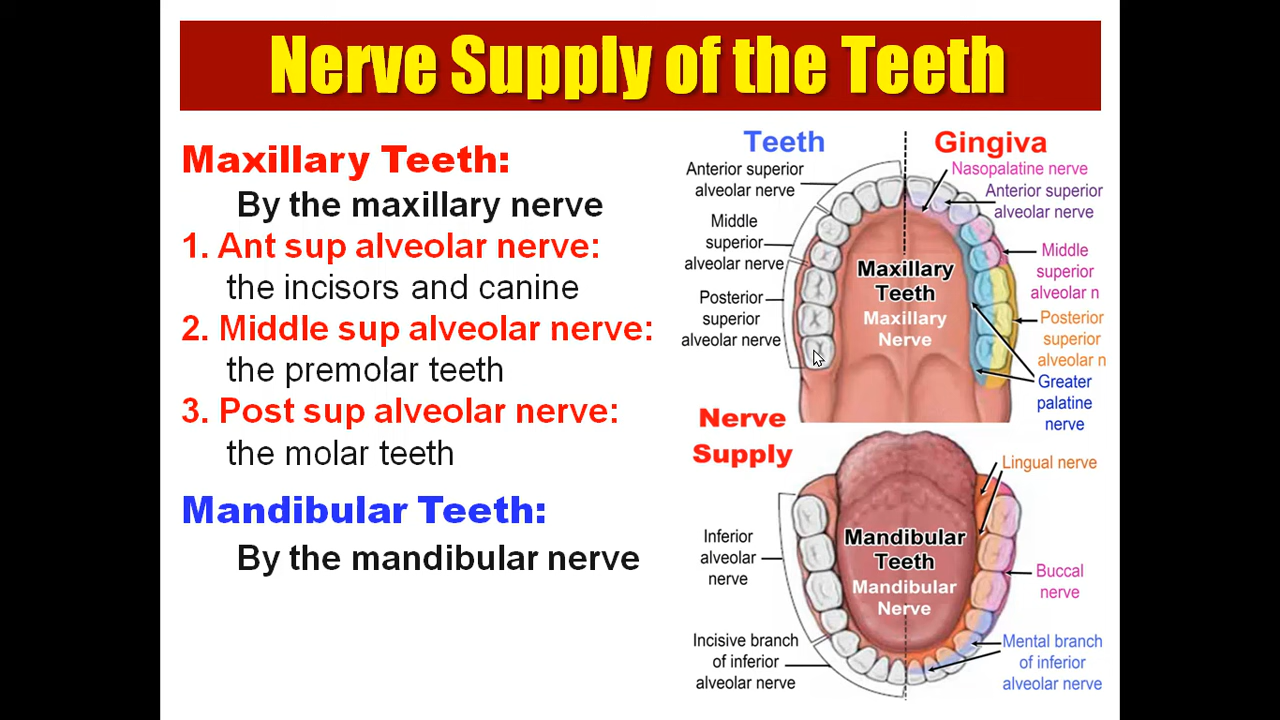 Nerve Supply of the Teeth
Maxillary Teeth:
By the maxillary nerve
1. Ant sup alveolar nerve:
the incisors and canine
2. Middle sup alveolar nerve:
the premolar teeth
3. Post sup alveolar nerve:
the molar teeth
Mandibular Teeth:
By the mandibular nerve
Teeth
Gingiva
Anterior superior
alveolar nerve
Middle
superior
alveolar nerve
Posterior
superior
alveolar nerve
Nasopalatine nerve
Anterior superior
alveolar nerve
Middle
superior
alveolar n
Posterior
superior
alveolar n
Greater
palatine
nerve
Maxillary
Teeth
Maxillary
Nerve
Nerve
Supply
Inferior
alveolar
nerve
Incisive branch
of inferior
alveolar nerve
Mandibular
Teeth
Mandibular
Nerve
Lingual nerve
Buccal
nerve
Mental branch
of inferior
alveolar nerve